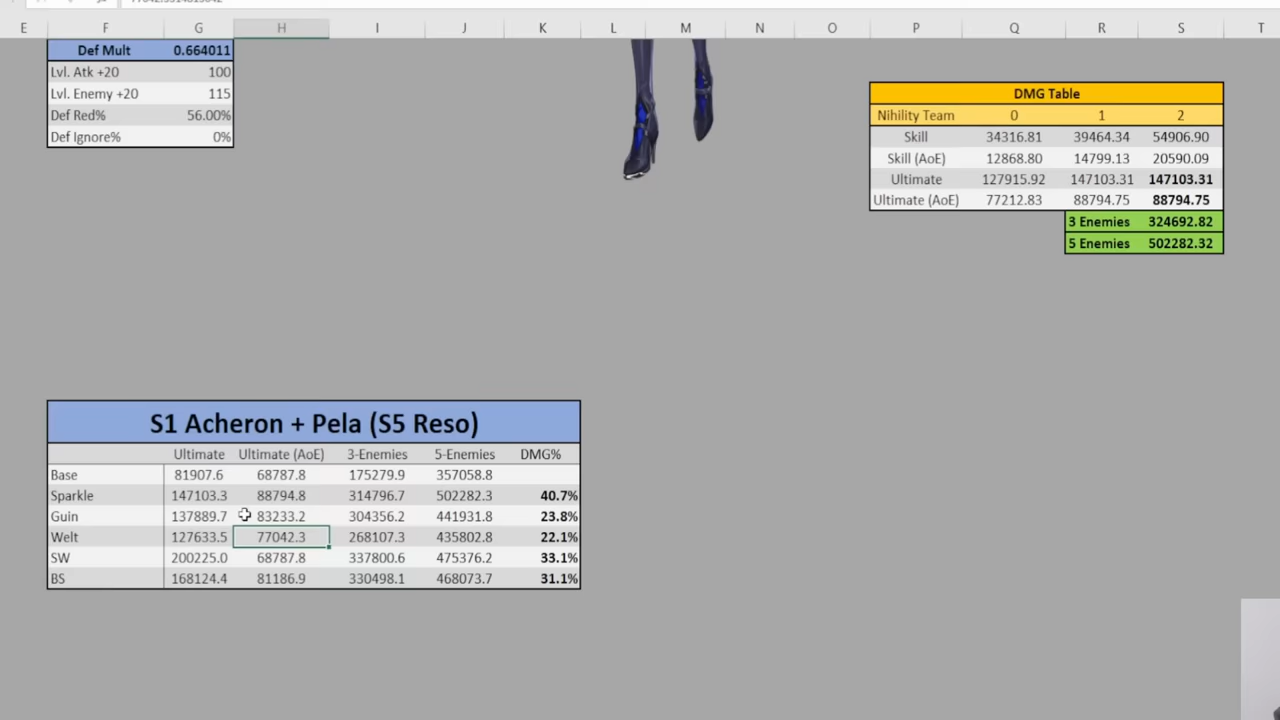 E F G H I J K L M N O P Q R S T
Def Mult 0.664011
Lvl. Atk +20 100
Lvl. Enemy +20 115
Def Red% 56.00%
Def Ignore% 0%
DMG Table
Nihility Team 0 1 2
Skill 34316.81 39464.34 54906.90
Skill (AoE) 12868.80 14799.13 20590.09
Ultimate 127915.92 147103.31 147103.31
Ultimate (AoE) 77212.83 88794.75 88794.75
3 Enemies 324692.82
5 Enemies 502282.32
S1 Acheron + Pela (S5 Reso)
Ultimate Ultimate (AoE) 3-Enemies 5-Enemies DMG%
Base 81907.6 68787.8 175279.9 357058.8
Sparkle 147103.3 88794.8 314796.7 502282.3 40.7%
Guin 137889.7 83233.2 304356.2 441931.8 23.8%
Welt 127633.5 77042.3 268107.3 435802.8 22.1%
SW 200225.0 68787.8 337800.6 475376.2 33.1%
BS 168124.4 81186.9 330498.1 468073.7 31.1%